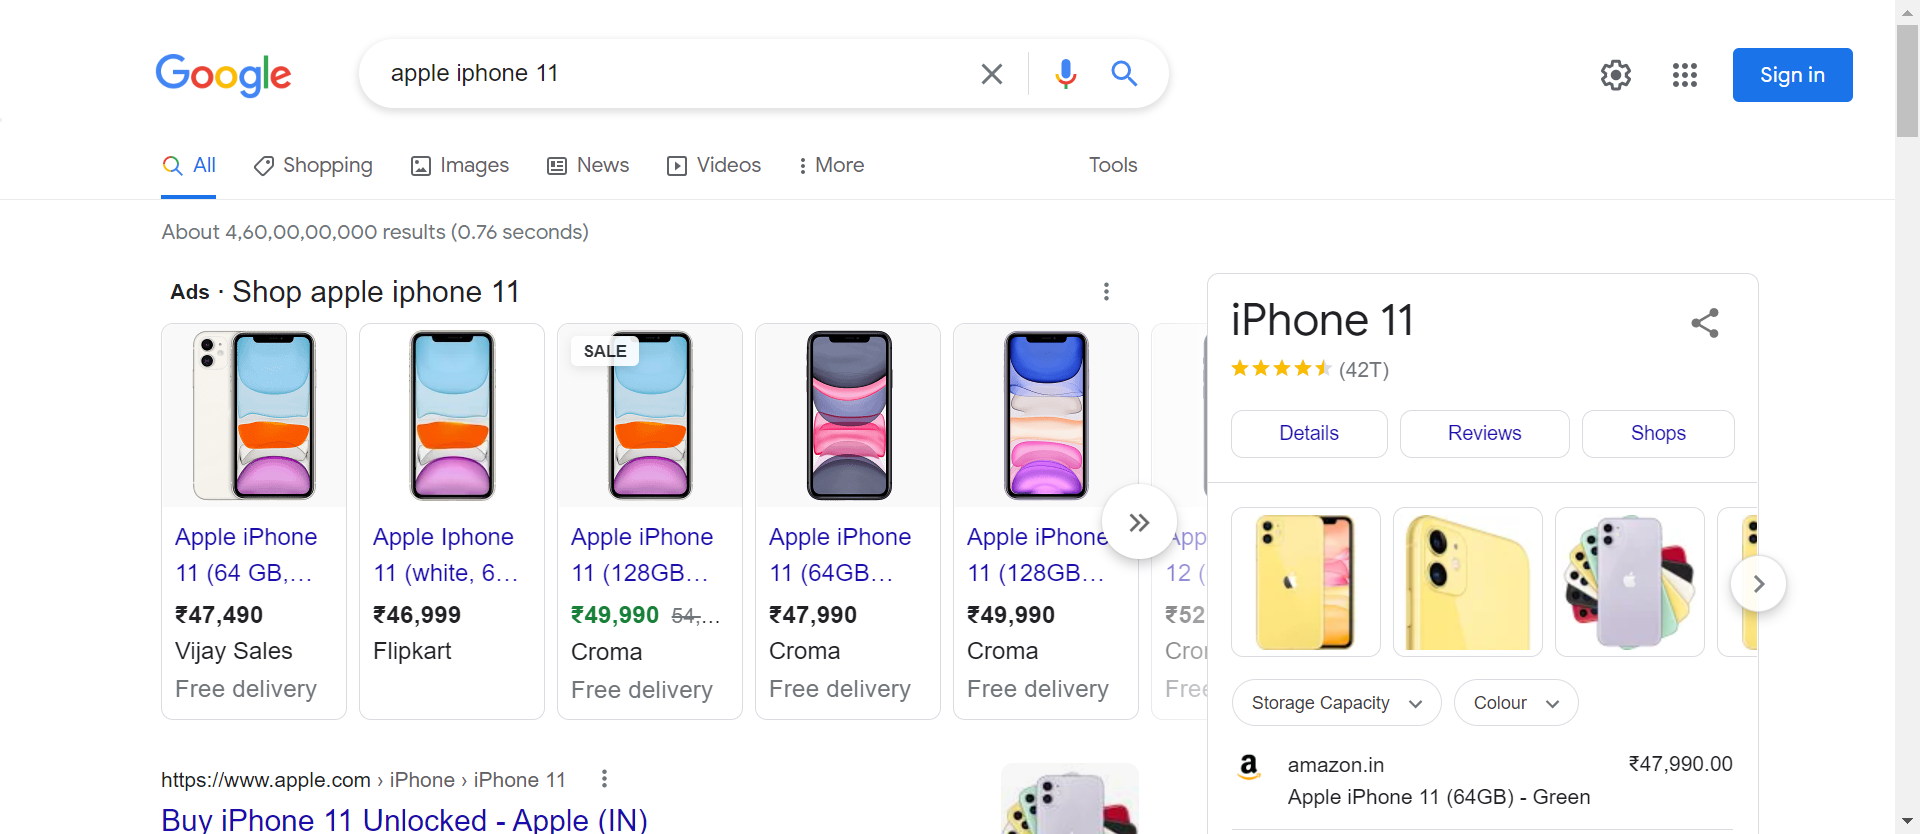 Google
apple iphone 11
Sign in
All
Shopping
Images
News
Videos
More
Tools
About 4,60,00,00,000 results (0.76 seconds)
Ads · Shop apple iphone 11
Apple iPhone
11 (64 GB,...
₹47,490
Vijay Sales
Free delivery
Apple Iphone
11 (white, 6...
₹46,999
Flipkart
SALE
Apple iPhone
11 (128GB...
₹49,990 54,...
Croma
Free delivery
Apple iPhone
11 (64GB...
₹47,990
Croma
Free delivery
Apple iPhone
11 (128GB...
₹49,990
Croma
Free delivery
App
12 (
₹52
Cro
Free
https://www.apple.com › iPhone › iPhone 11
Buy iPhone 11 Unlocked - Apple (IN)
iPhone 11
(42T)
Details
Reviews
Shops
Storage Capacity
Colour
a
amazon.in
₹47,990.00
Apple iPhone 11 (64GB) - Green